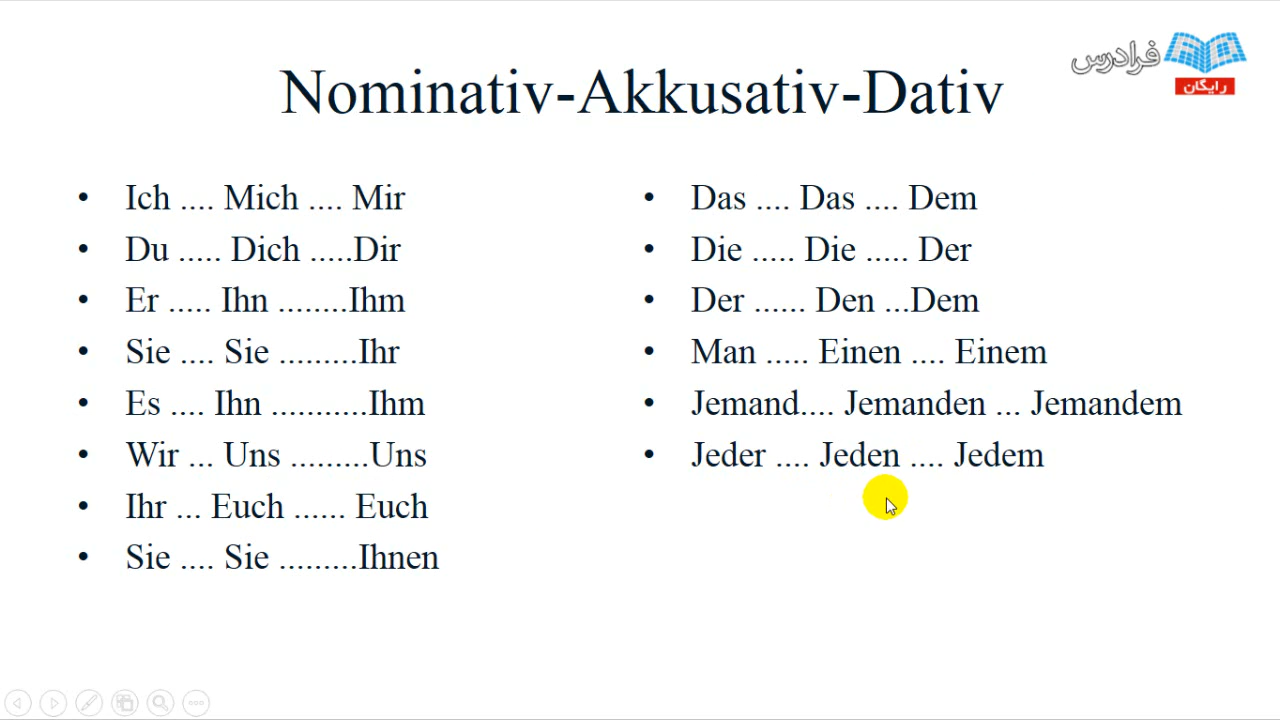 فرادرس
رایگان
Nominativ-Akkusativ-Dativ
• Ich .... Mich .... Mir
• Du ..... Dich .....Dir
• Er ..... Ihn ........Ihm
• Sie .... Sie .........Ihr
• Es .... Ihn ...........Ihm
• Wir ... Uns .........Uns
• Ihr ... Euch ...... Euch
• Sie .... Sie .........Ihnen
• Das .... Das .... Dem
• Die ..... Die ..... Der
• Der ...... Den ...Dem
• Man ..... Einen .... Einem
• Jemand.... Jemanden ... Jemandem
• Jeder .... Jeden .... Jedem